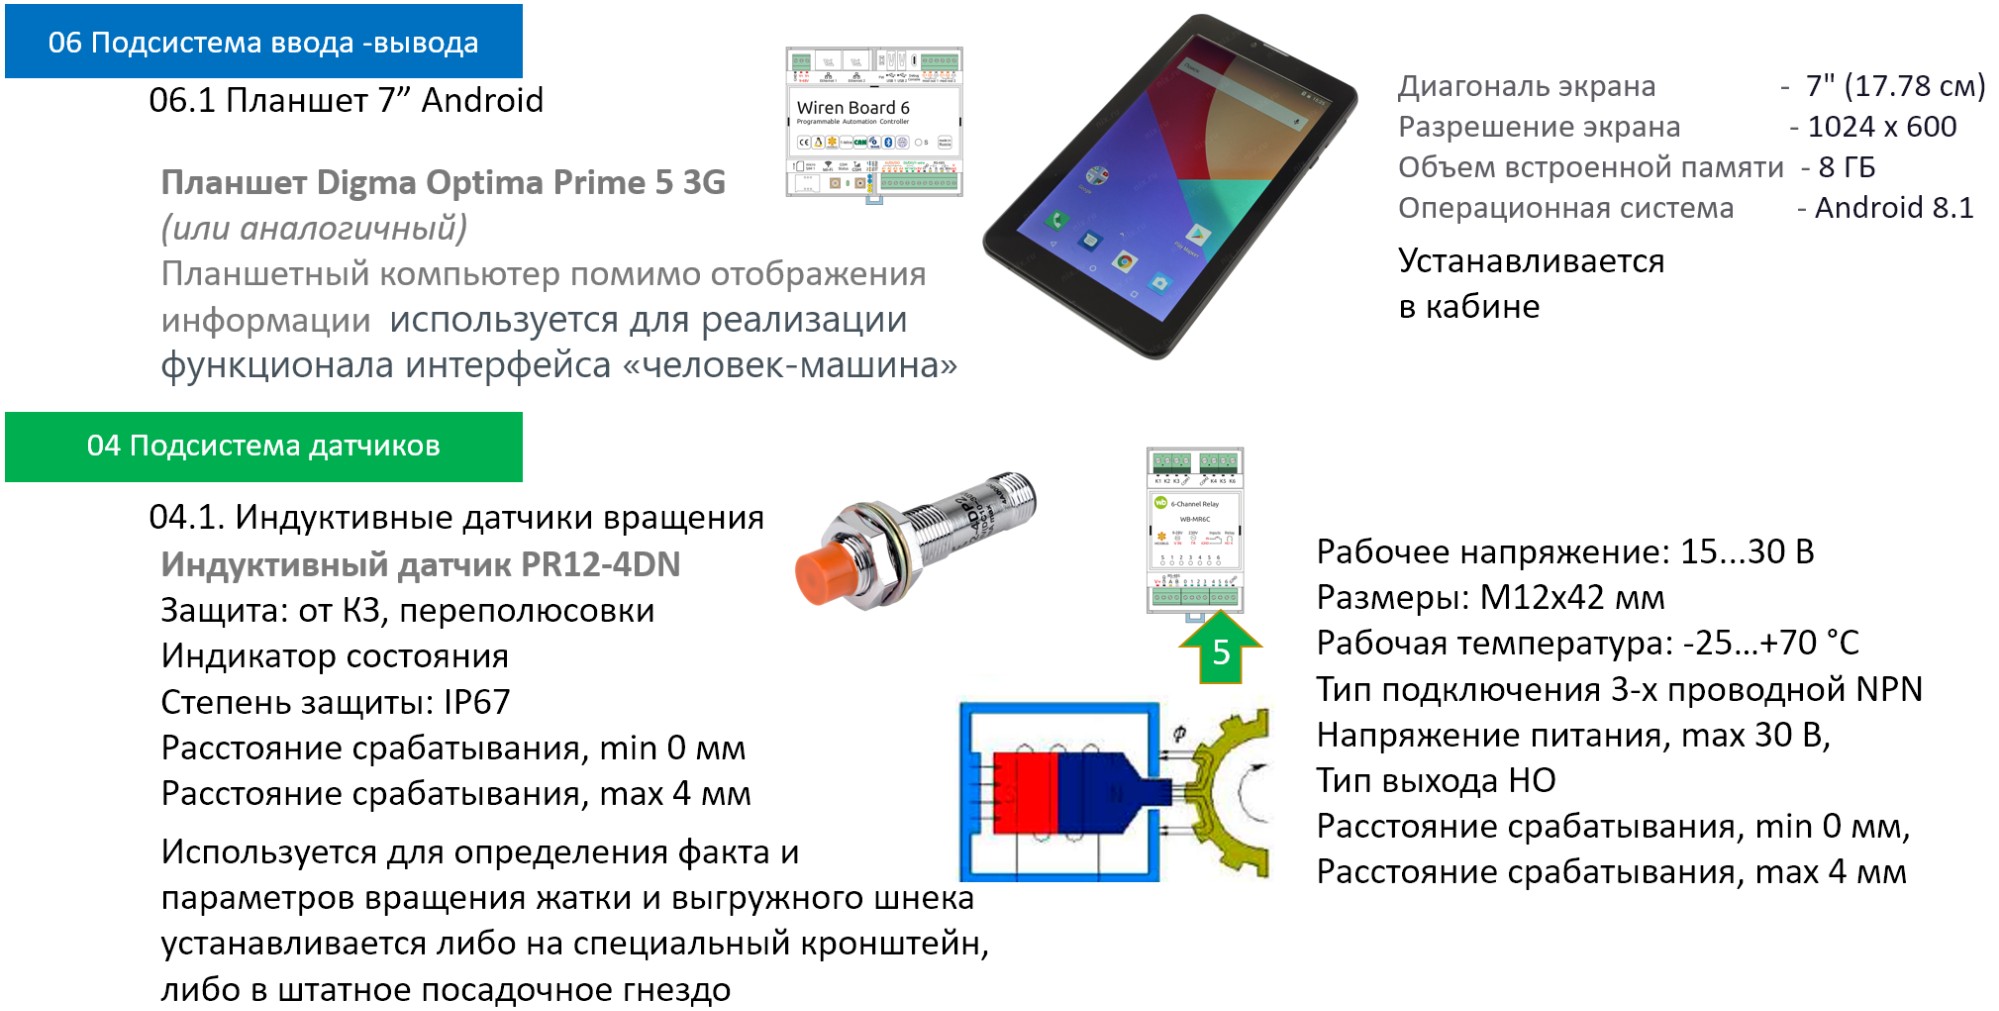 06 Подсистема ввода -вывода
06.1 Планшет 7” Android
Планшет Digma Optima Prime 5 3G
(или аналогичный)
Планшетный компьютер помимо отображения
информации используется для реализации
функционала интерфейса «человек-машина»
Wiren Board 6
Programmable Automation Controller
Диагональ экрана - 7" (17.78 см)
Разрешение экрана - 1024 x 600
Объем встроенной памяти - 8 ГБ
Операционная система - Android 8.1
Устанавливается
в кабине
04 Подсистема датчиков
04.1. Индуктивные датчики вращения
Индуктивный датчик PR12-4DN
Защита: от КЗ, переполюсовки
Индикатор состояния
Степень защиты: IP67
Расстояние срабатывания, min 0 мм
Расстояние срабатывания, max 4 мм
Используется для определения факта и
параметров вращения жатки и выгружного шнека
устанавливается либо на специальный кронштейн,
либо в штатное посадочное гнездо
K1 K2 K3 K4 K5 K6
6-Channel Relay
WB-MR6C
5
Ф
Рабочее напряжение: 15...30 В
Размеры: М12х42 мм
Рабочая температура: -25...+70 °C
Тип подключения 3-х проводной NPN
Напряжение питания, max 30 В,
Тип выхода НО
Расстояние срабатывания, min 0 мм,
Расстояние срабатывания, max 4 мм